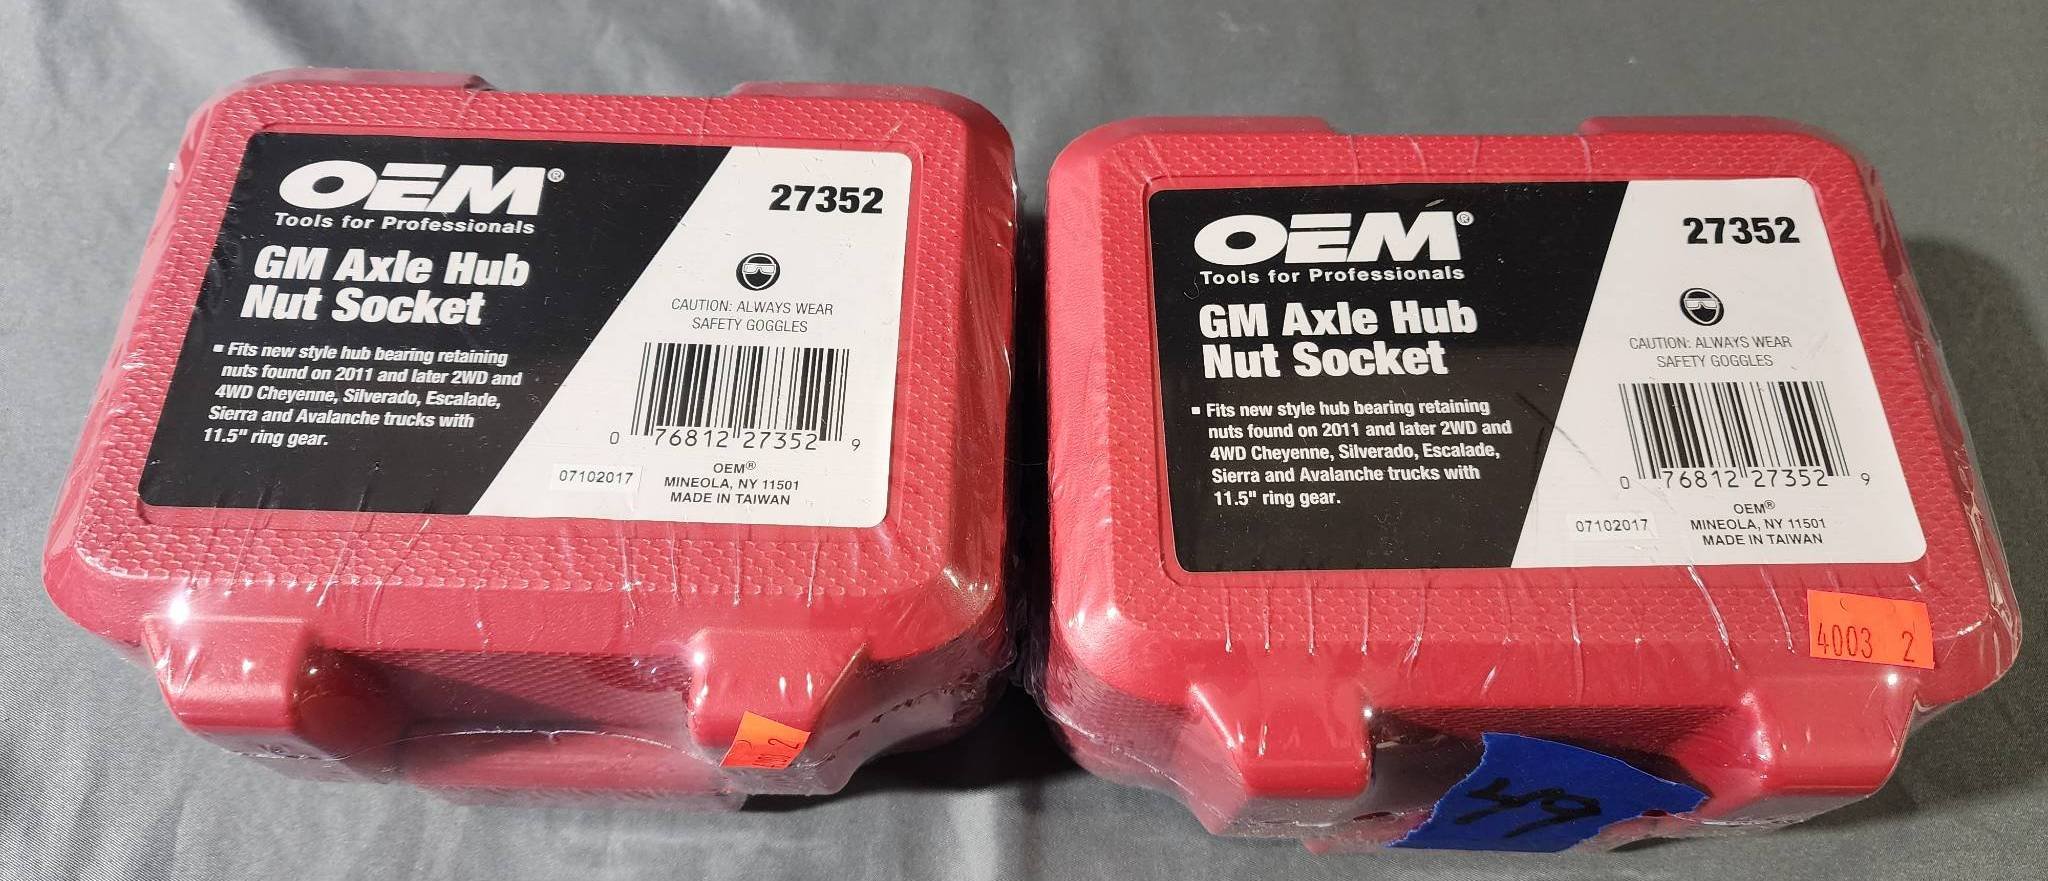 OEM®
Tools for Professionals
GM Axle Hub
Nut Socket
▪ Fits new style hub bearing retaining
nuts found on 2011 and later 2WD and
4WD Cheyenne, Silverado, Escalade,
Sierra and Avalanche trucks with
11.5" ring gear.
27352
CAUTION: ALWAYS WEAR
SAFETY GOGGLES
0 76812 27352 9
07102017
OEM®
MINEOLA, NY 11501
MADE IN TAIWAN
OEM®
Tools for Professionals
GM Axle Hub
Nut Socket
▪ Fits new style hub bearing retaining
nuts found on 2011 and later 2WD and
4WD Cheyenne, Silverado, Escalade,
Sierra and Avalanche trucks with
11.5" ring gear.
27352
CAUTION: ALWAYS WEAR
SAFETY GOGGLES
0 76812 27352 9
07102017
OEM®
MINEOLA, NY 11501
MADE IN TAIWAN
4003 2
49